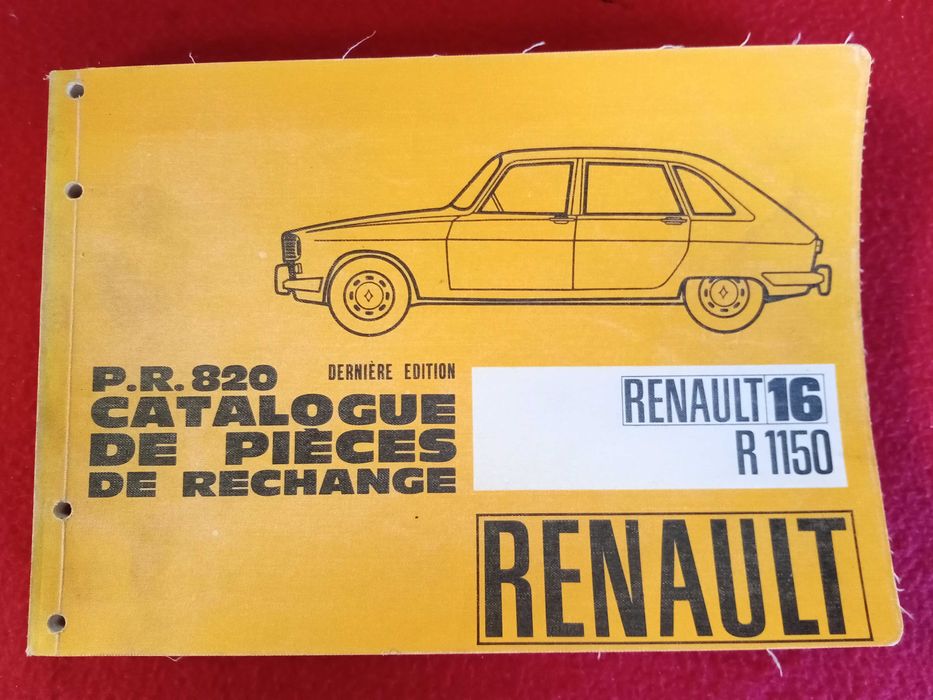 P.R. 820 DERNIÈRE EDITION
CATALOGUE
DE PIÈCES
DE RECHANGE
RENAULT 16
R 1150
RENAULT